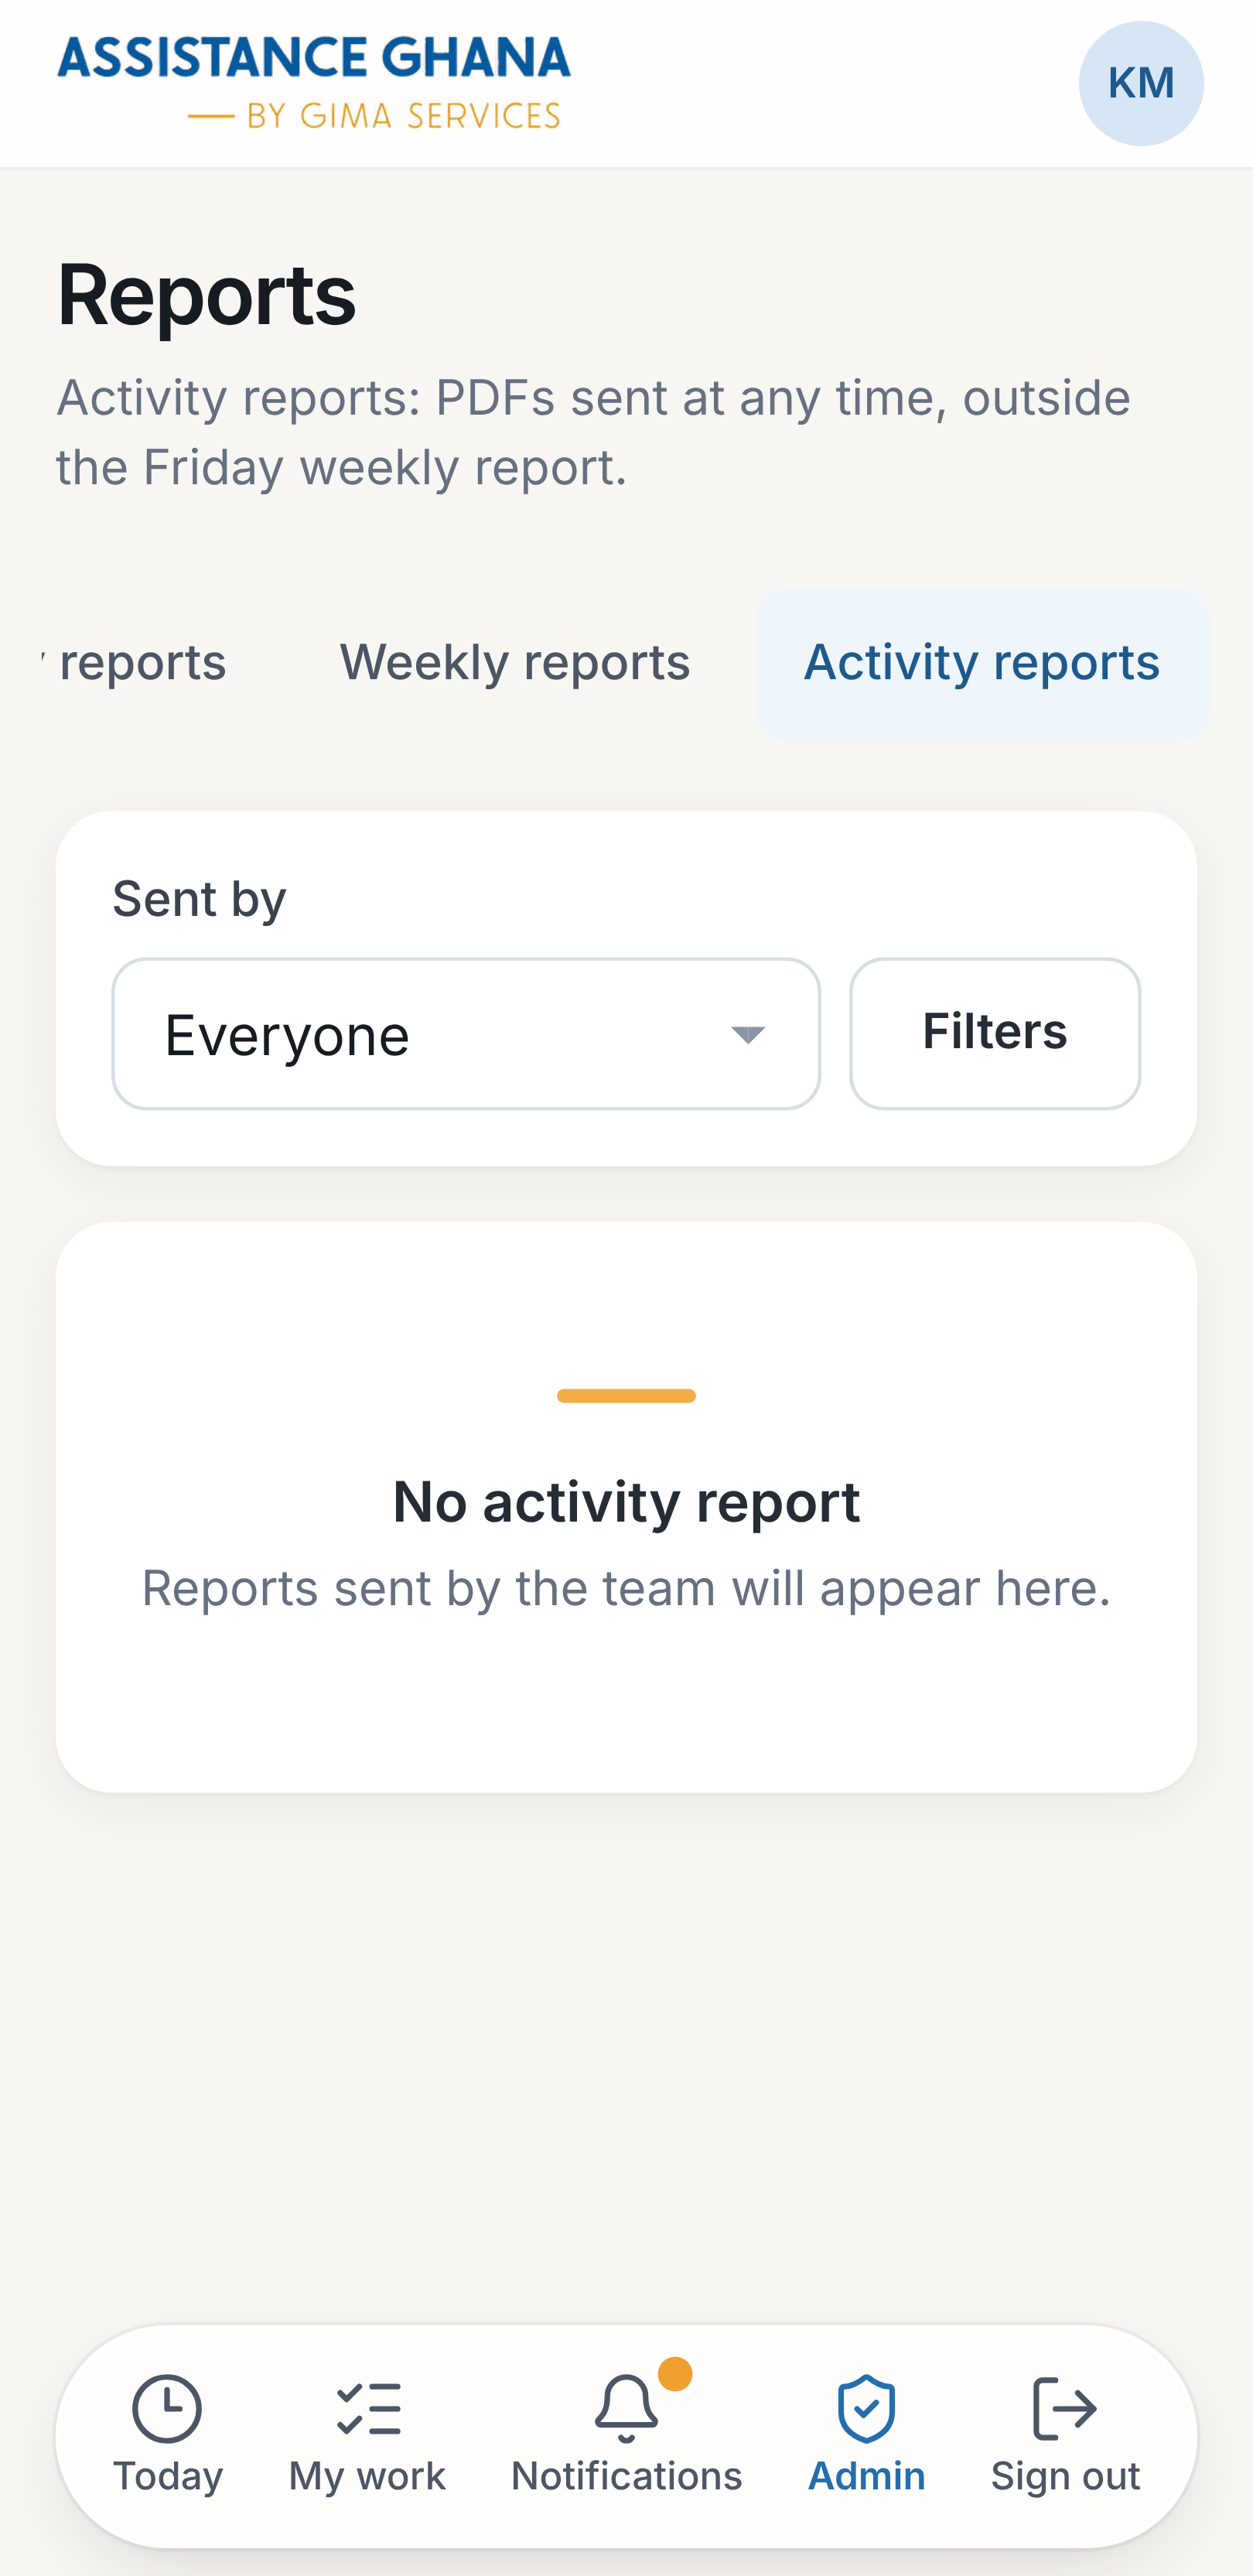 ASSISTANCE GHANA
BY GIMA SERVICES
KM
Reports
Activity reports: PDFs sent at any time, outside
the Friday weekly report.
reports
Weekly reports
Activity reports
Sent by
Everyone
Filters
No activity report
Reports sent by the team will appear here.
Today
My work
Notifications
Admin
Sign out